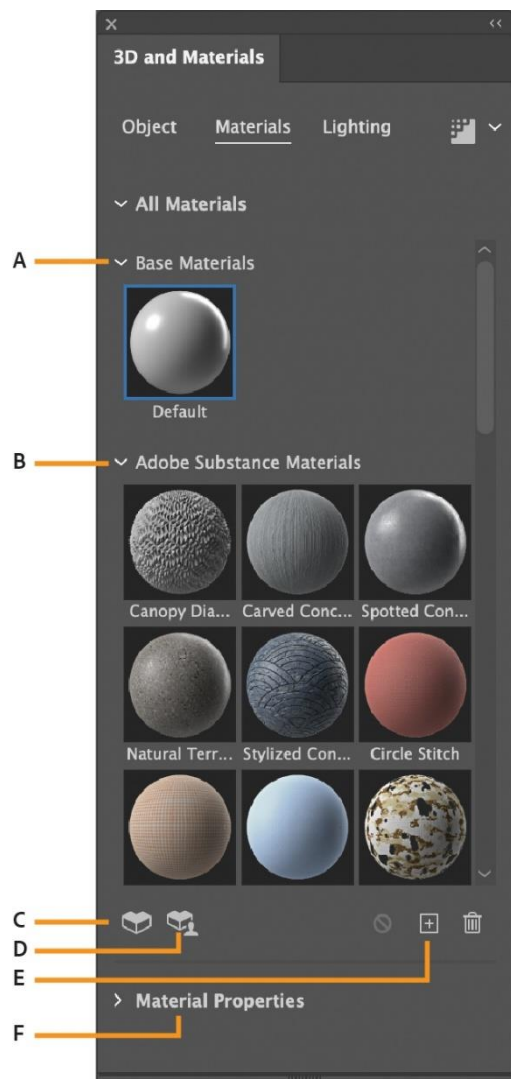 3D and Materials
Object Materials Lighting
All Materials
A
Base Materials
Default
B
Adobe Substance Materials
Canopy Dia... Carved Conc... Spotted Con...
Natural Terr... Stylized Con... Circle Stitch
C
D
E
Material Properties
F